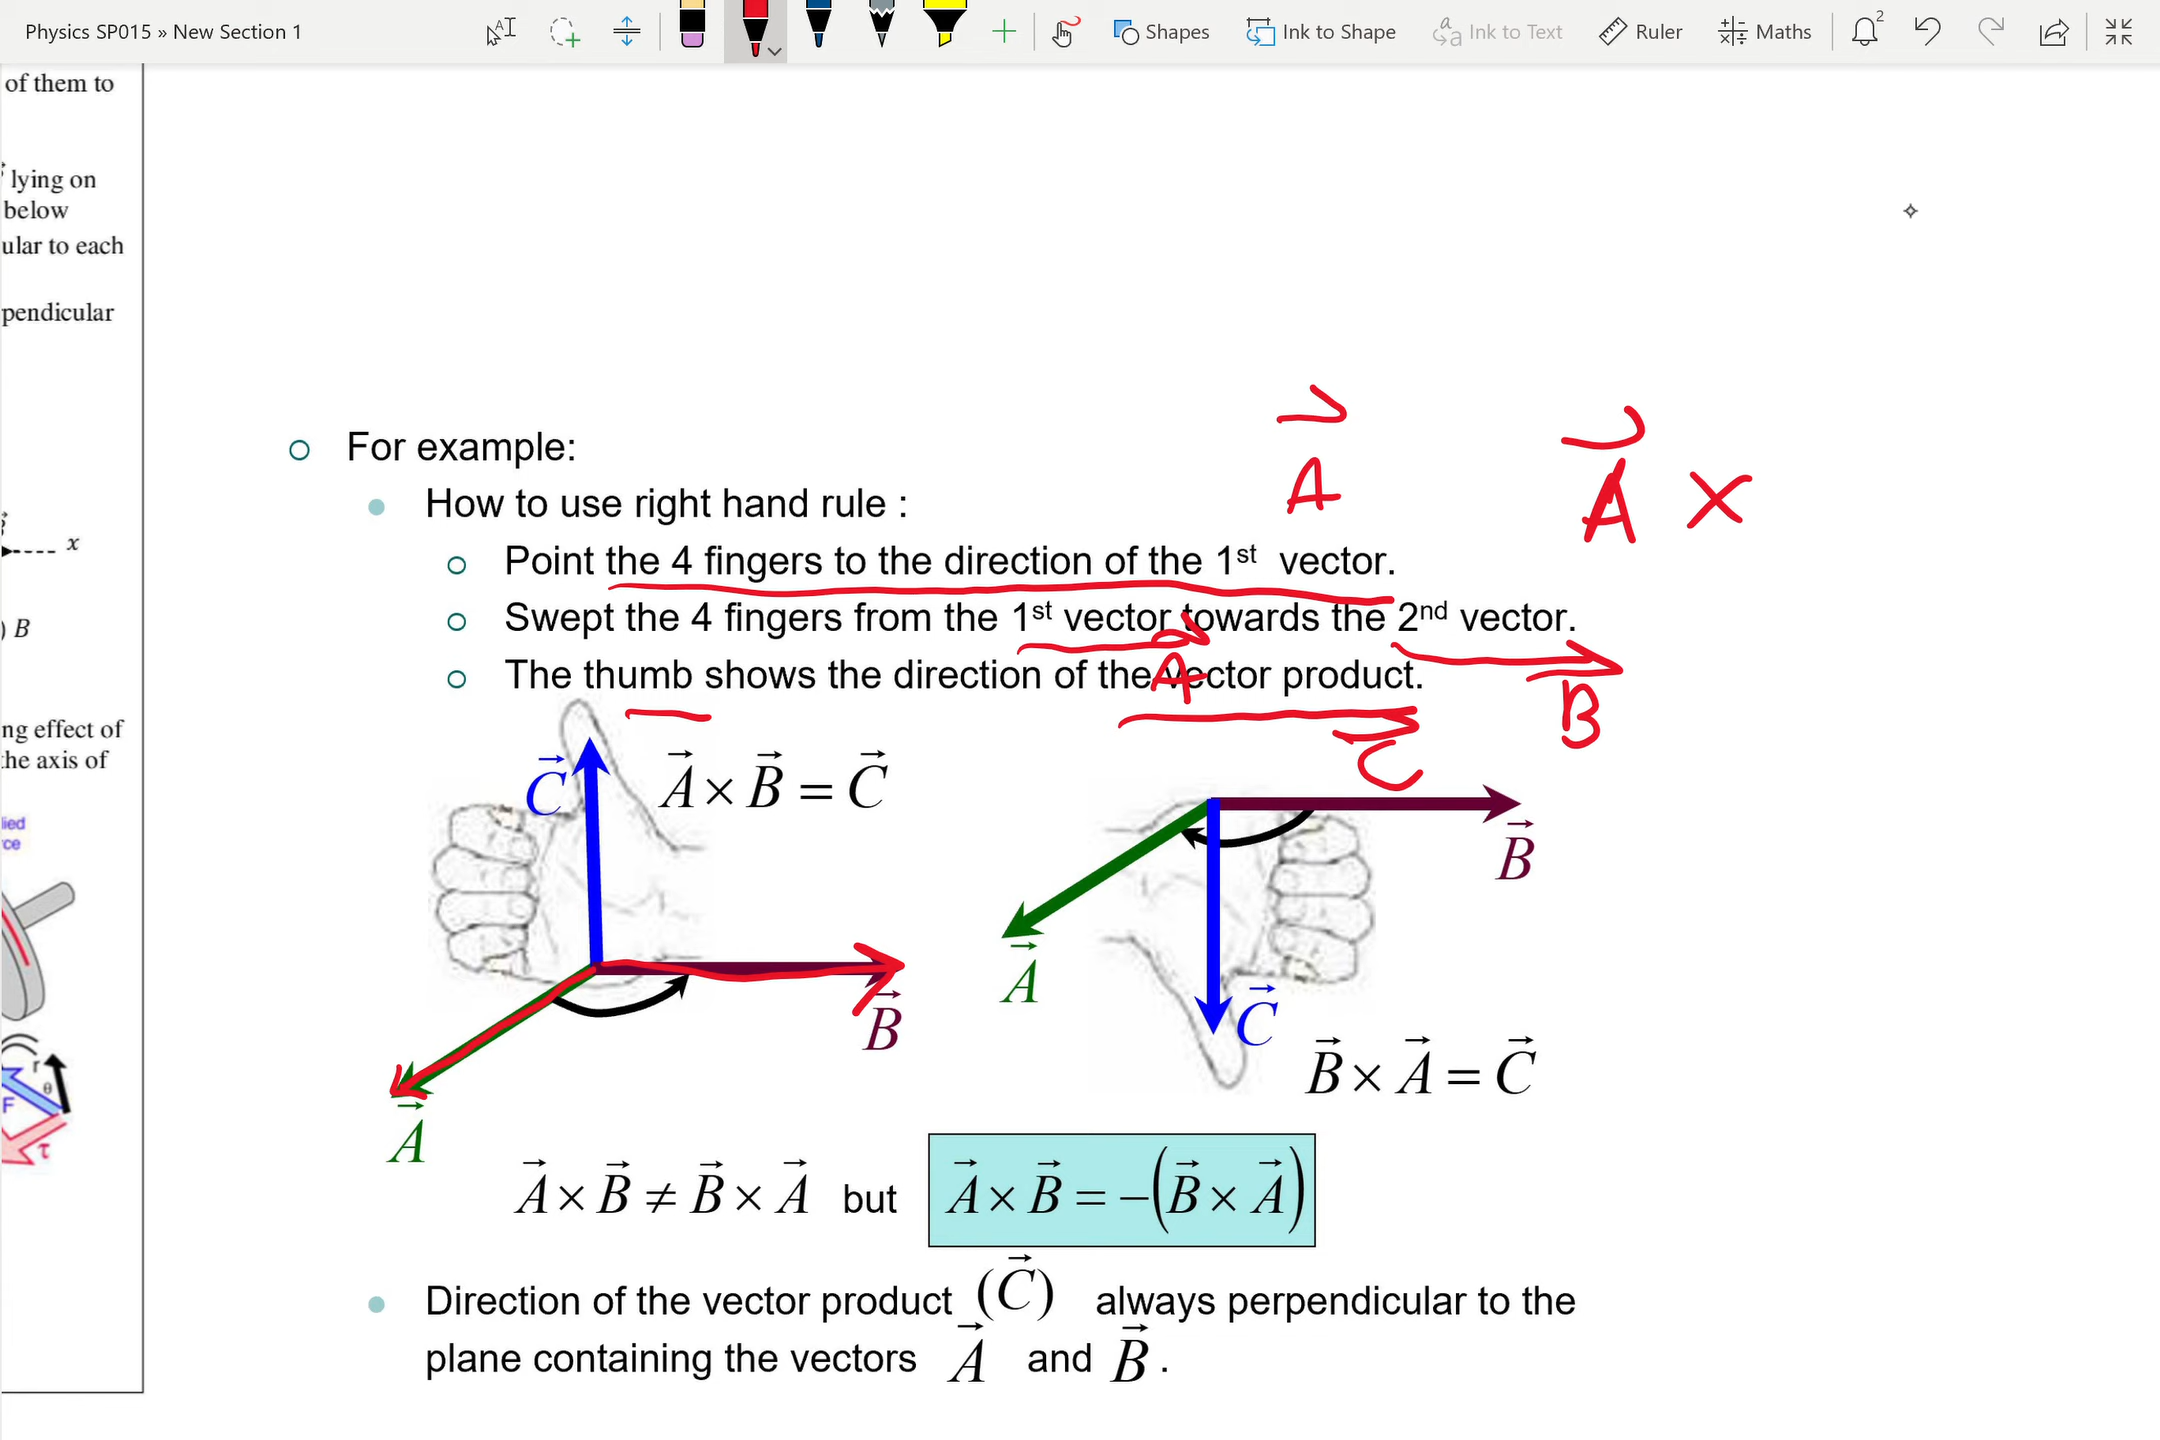 Physics SP015 » New Section 1
Shapes
Ink to Shape
Ink to Text
Ruler
Maths
2
of them to
lying on
below
ular to each
pendicular
x
) B
ng effect of
the axis of
lied
rce
r
θ
F
τ
A⃗
A⃗ ×
For example:
How to use right hand rule :
Point the 4 fingers to the direction of the 1st vector.
Swept the 4 fingers from the 1st vector towards the 2nd vector.
A⃗
B⃗
The thumb shows the direction of the vector product.
C⃗
C⃗
A⃗ × B⃗ = C⃗
B⃗
A⃗
B⃗
A⃗
C⃗
B⃗ × A⃗ = C⃗
A⃗ × B⃗ ≠ B⃗ × A⃗ but A⃗ × B⃗ = −(B⃗ × A⃗)
Direction of the vector product (C⃗) always perpendicular to the
plane containing the vectors A⃗ and B⃗ .